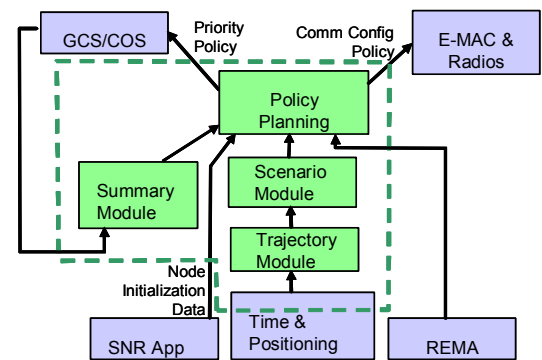 GCS/COS
Priority
Policy
Comm Config
Policy
E-MAC &
Radios
Policy
Planning
Summary
Module
Scenario
Module
Trajectory
Module
Node
Initialization
Data
SNR App
Time &
Positioning
REMA